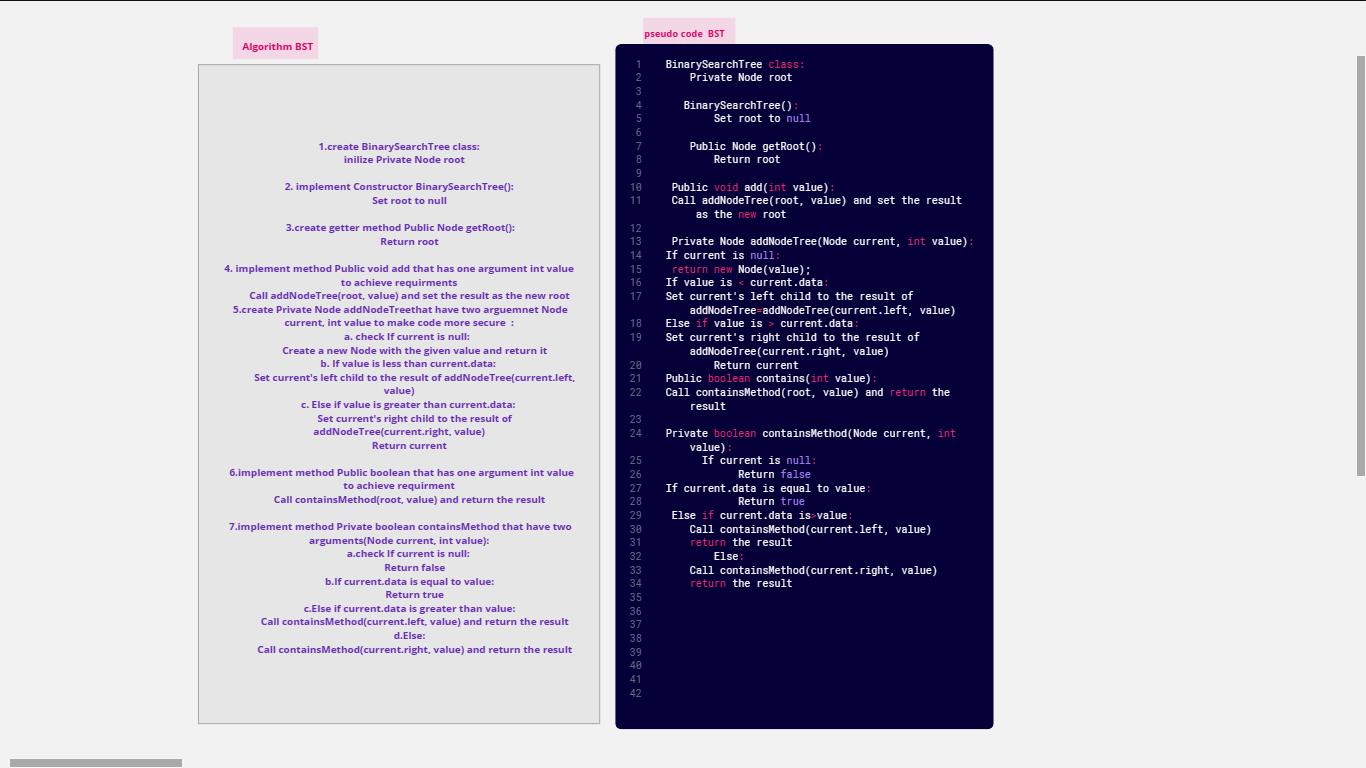 Algorithm BST
1.create BinarySearchTree class:
inilize Private Node root
2. implement Constructor BinarySearchTree():
Set root to null
3.create getter method Public Node getRoot():
Return root
4. implement method Public void add that has one argument int value
to achieve requirments
Call addNodeTree(root, value) and set the result as the new root
5.create Private Node addNodeTreethat have two arguemnet Node
current, int value to make code more secure  :
a. check If current is null:
Create a new Node with the given value and return it
b. If value is less than current.data:
Set current's left child to the result of addNodeTree(current.left,
value)
c. Else if value is greater than current.data:
Set current's right child to the result of
addNodeTree(current.right, value)
Return current
6.implement method Public boolean that has one argument int value
to achieve requirment
Call containsMethod(root, value) and return the result
7.implement method Private boolean containsMethod that have two
arguments(Node current, int value):
a.check If current is null:
Return false
b.If current.data is equal to value:
Return true
c.Else if current.data is greater than value:
Call containsMethod(current.left, value) and return the result
d.Else:
Call containsMethod(current.right, value) and return the result
pseudo code  BST
1 BinarySearchTree class:
2 Private Node root
3
4 BinarySearchTree():
5 Set root to null
6
7 Public Node getRoot():
8 Return root
9
10 Public void add(int value):
11 Call addNodeTree(root, value) and set the result
as the new root
12
13 Private Node addNodeTree(Node current, int value):
14 If current is null:
15 return new Node(value);
16 If value is < current.data:
17 Set current's left child to the result of
addNodeTree=addNodeTree(current.left, value)
18 Else if value is > current.data:
19 Set current's right child to the result of
addNodeTree(current.right, value)
20 Return current
21 Public boolean contains(int value):
22 Call containsMethod(root, value) and return the
result
23
24 Private boolean containsMethod(Node current, int
value):
25 If current is null:
26 Return false
27 If current.data is equal to value:
28 Return true
29 Else if current.data is>value:
30 Call containsMethod(current.left, value)
31 return the result
32 Else:
33 Call containsMethod(current.right, value)
34 return the result
35
36
37
38
39
40
41
42